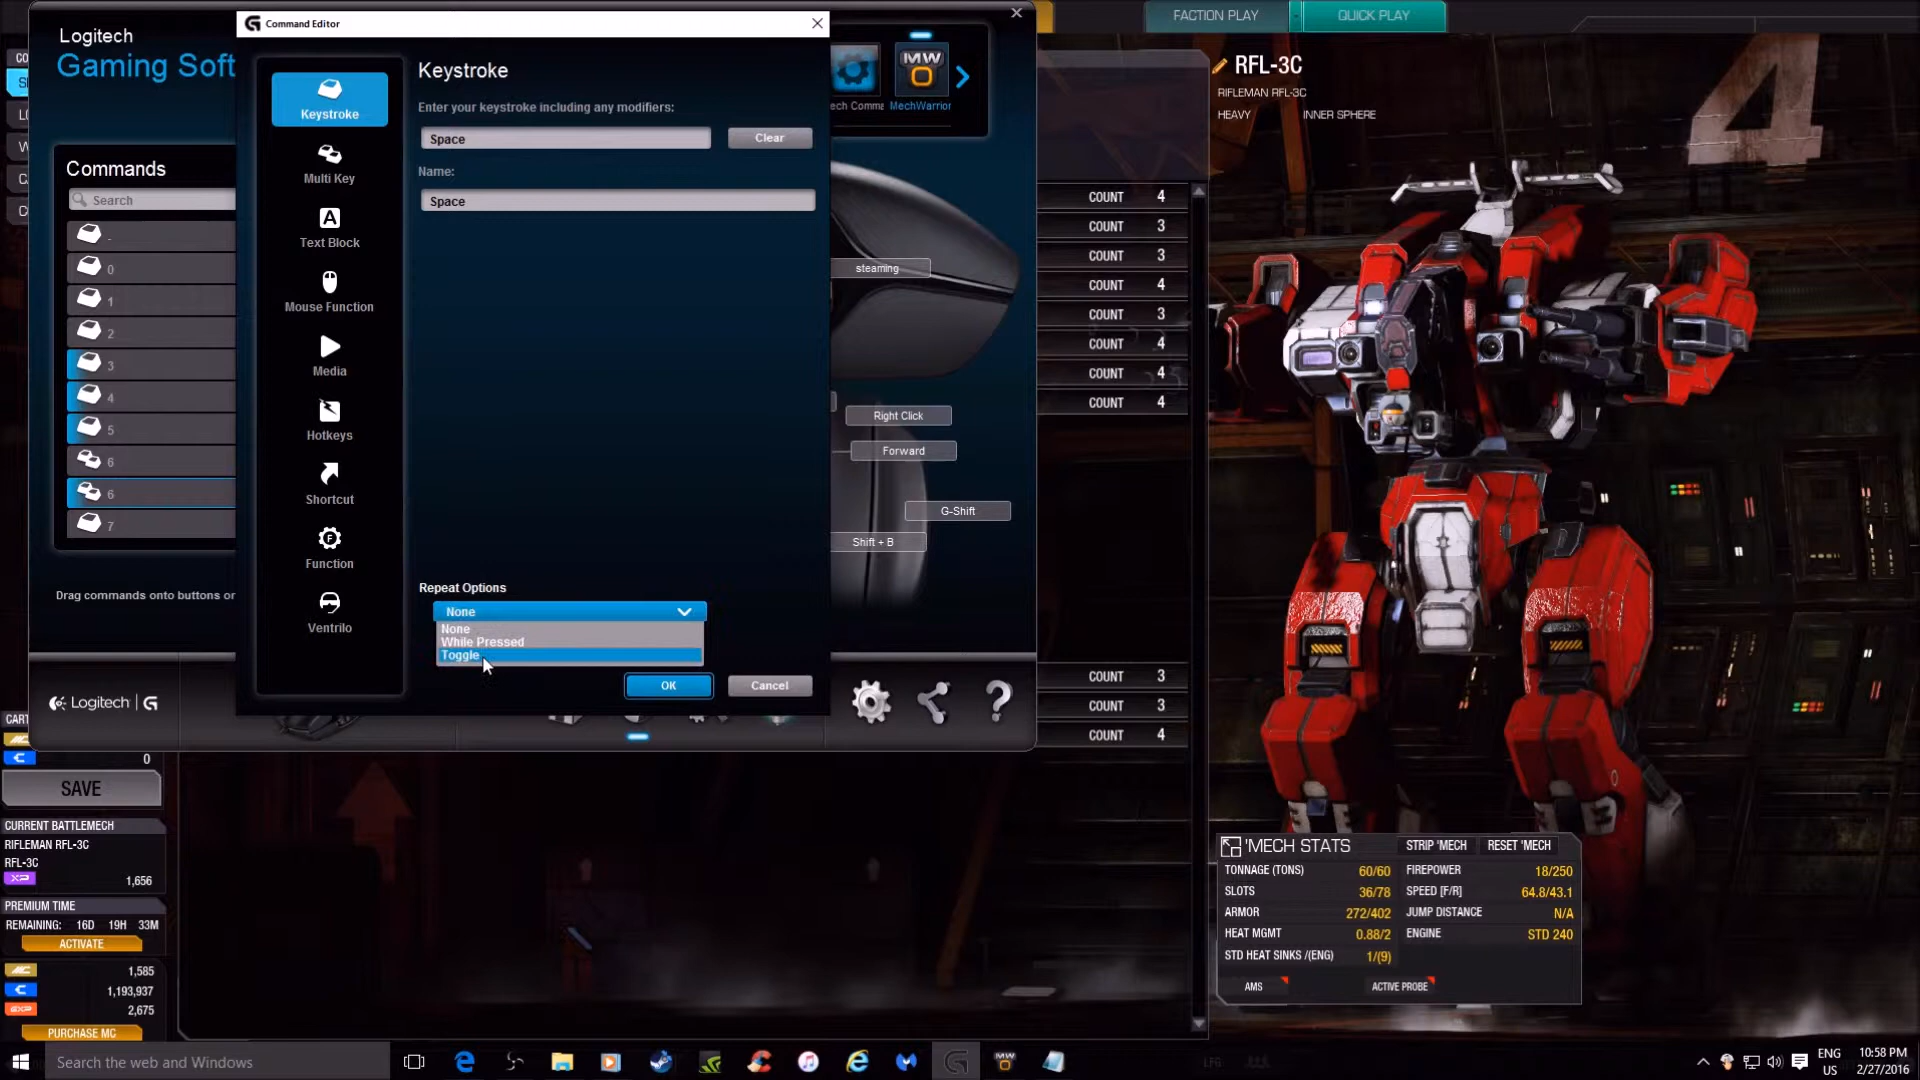 Command Editor
Logitech
Gaming Soft
Commands
Search
-
0
1
2
3
4
5
6
6
7
Drag commands onto buttons or
Logitech | G
Keystroke
Multi Key
Text Block
Mouse Function
Media
Hotkeys
Shortcut
Function
Ventrilo
Keystroke
Enter your keystroke including any modifiers:
Space
Clear
Name:
Space
Repeat Options
None
None
While Pressed
Toggle
OK
Cancel
MW
ech Comma
MechWarrior
steaming
Right Click
Forward
G-Shift
Shift + B
FACTION PLAY
QUICK PLAY
RFL-3C
RIFLEMAN RFL-3C
HEAVY
INNER SPHERE
4
COUNT 4
COUNT 3
COUNT 3
COUNT 4
COUNT 3
COUNT 4
COUNT 4
COUNT 4
COUNT 3
COUNT 3
COUNT 4
CART
0
SAVE
CURRENT BATTLEMECH
RIFLEMAN RFL-3C
RFL-3C
XP 1,656
PREMIUM TIME
REMAINING: 16D 19H 33M
ACTIVATE
MC 1,585
C 1,193,937
EXP 2,675
PURCHASE MC
'MECH STATS
STRIP 'MECH
RESET 'MECH
TONNAGE (TONS) 60/60
FIREPOWER 18/250
SLOTS 36/78
SPEED [F/R] 64.8/43.1
ARMOR 272/402
JUMP DISTANCE N/A
HEAT MGMT 0.88/2
ENGINE STD 240
STD HEAT SINKS /(ENG) 1/(9)
AMS
ACTIVE PROBE
Search the web and Windows
LFG
ENG
US
10:58 PM
2/27/2016